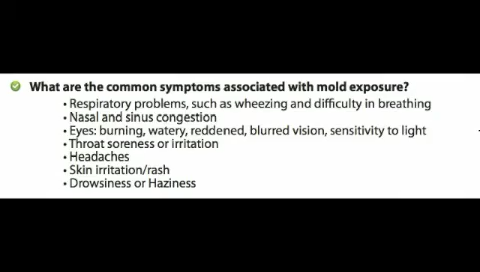 What are the common symptoms associated with mold exposure?
• Respiratory problems, such as wheezing and difficulty in breathing
• Nasal and sinus congestion
• Eyes: burning, watery, reddened, blurred vision, sensitivity to light
• Throat soreness or irritation
• Headaches
• Skin irritation/rash
• Drowsiness or Haziness